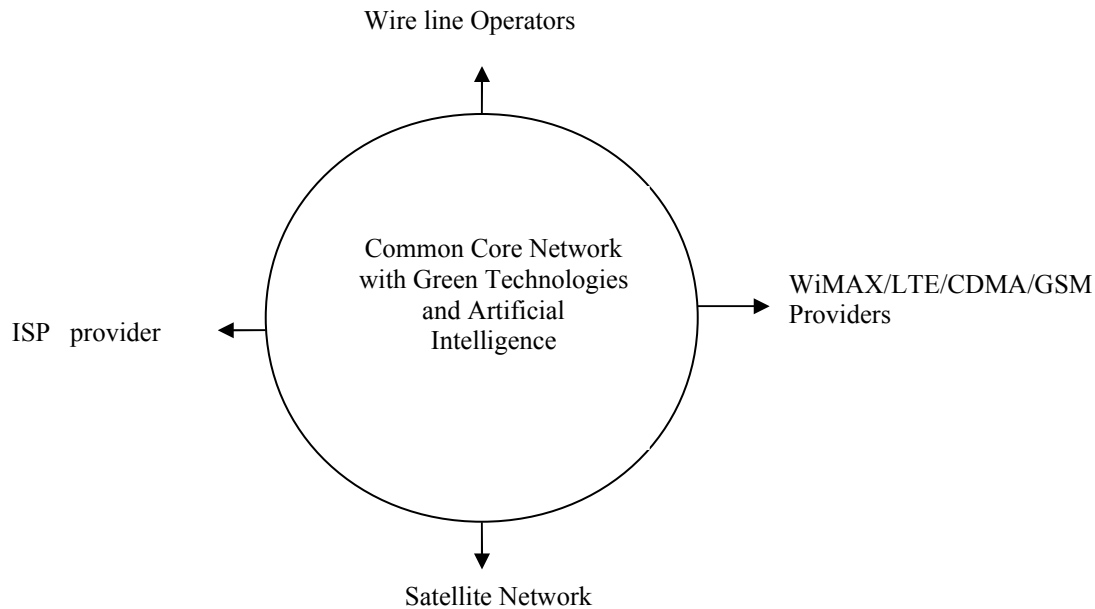 Wire line Operators
Common Core Network
with Green Technologies
and Artificial
Intelligence
WiMAX/LTE/CDMA/GSM
Providers
ISP provider
Satellite Network